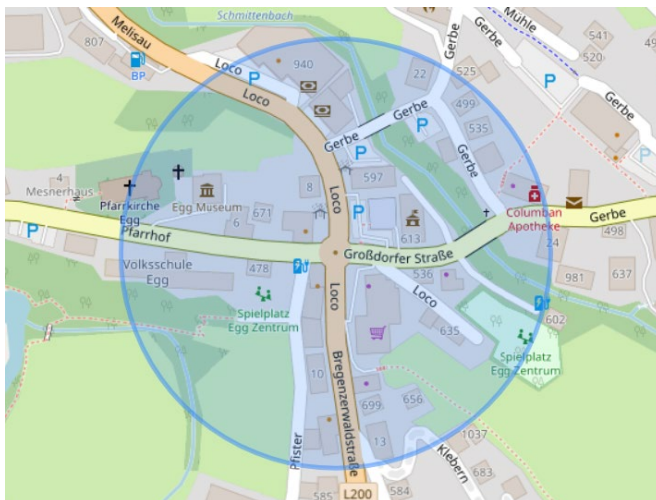 Schmittenbach
Melisau
807
BP
Loco
P
940
Loco
22
Gerbe
525
Mühle
541
520
P
499
Gerbe
Gerbe
535
Gerbe
Gerbe
P
P
4
Mesnerhaus
Pfarrkirche
Egg
Egg Museum
8
Loco
597
P
Columban
Apotheke
Gerbe
P
P
Pfarrhof
6
671
613
Großdorfer Straße
24
498
Volksschule
Egg
478
536
981
637
Spielplatz
Egg Zentrum
Loco
Loco
635
602
Spielplatz
Egg Zentrum
10
Bregenzerwaldstraße
699
656
13
1037
Klebern
683
Pfister
585
L200
584